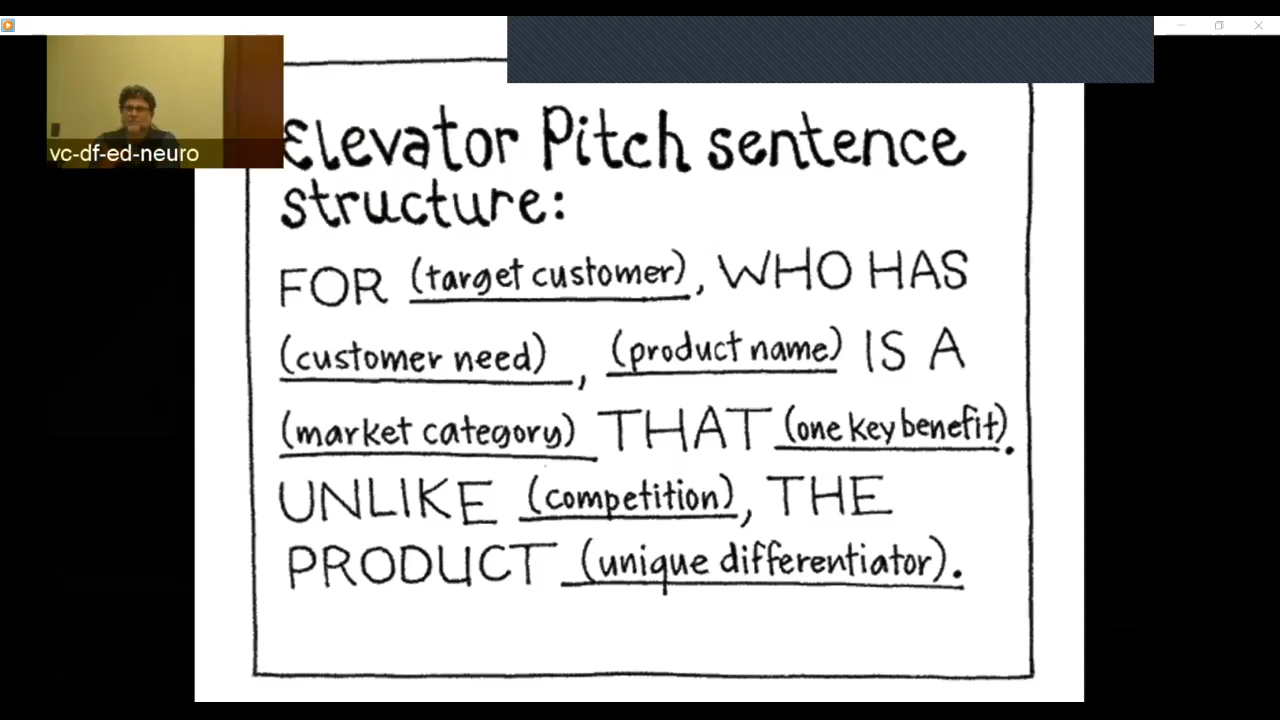 vc-df-ed-neuro
Elevator Pitch sentence
structure:
FOR (target customer), WHO HAS
(customer need), (product name) IS A
(market category) THAT (one key benefit).
UNLIKE (competition), THE
PRODUCT (unique differentiator).